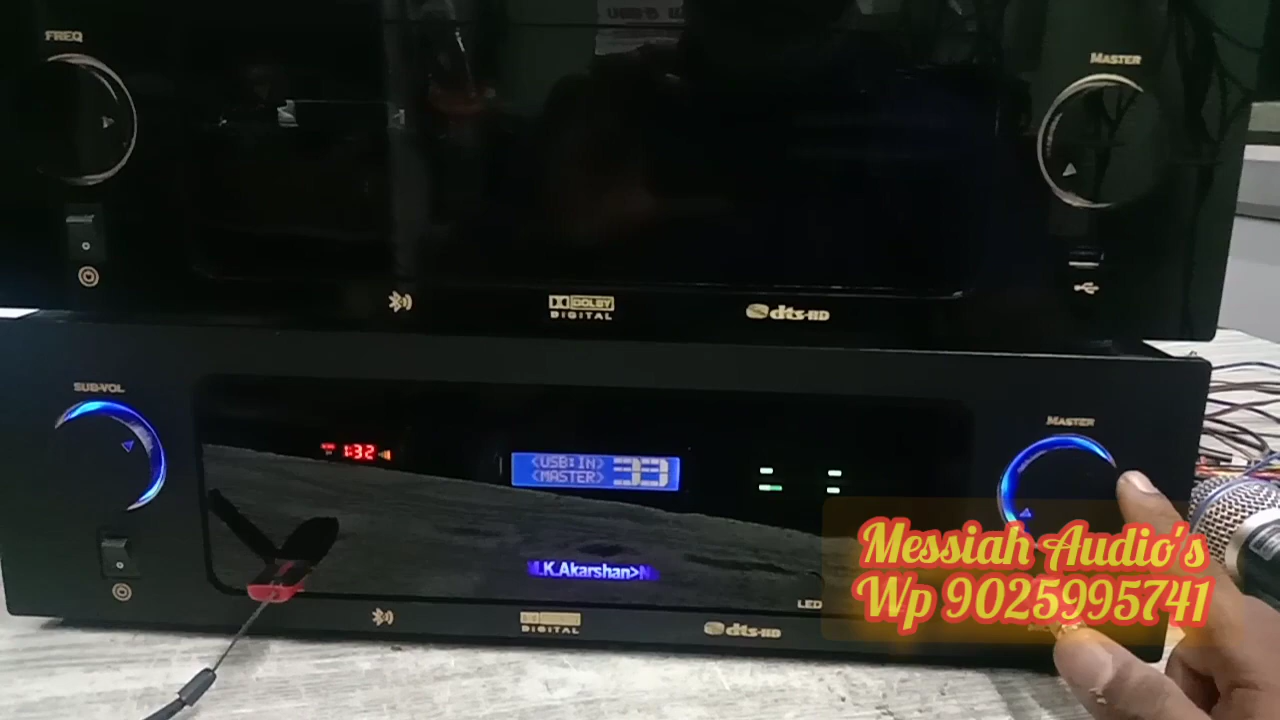 FREQ
MASTER
DOLBY
DIGITAL
dts-HD
SUB-VOL
MASTER
1:32
<USB:IN> 33
<MASTER>
.K.Akarshan>N
LED
DIGITAL
dts-HD
Messiah Audio's
Wp 9025995741